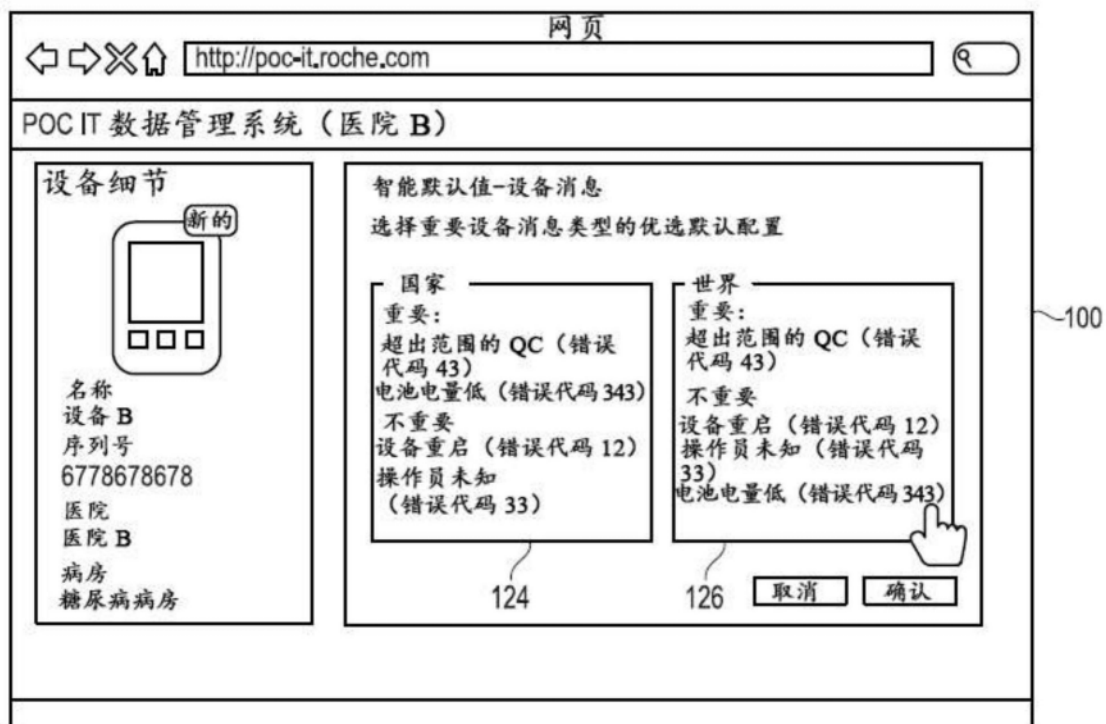 网页
http://poc-it.roche.com
POC IT 数据管理系统（医院 B）
设备细节
新的
名称
设备 B
序列号
6778678678
医院
医院 B
病房
糖尿病病房
智能默认值-设备消息
选择重要设备消息类型的优选默认配置
国家
重要：
超出范围的 QC（错误
代码 43）
电池电量低（错误代码 343）
不重要
设备重启（错误代码 12）
操作员未知
（错误代码 33）
世界
重要：
超出范围的 QC（错误
代码 43）
不重要
设备重启（错误代码 12）
操作员未知（错误代码
33）
电池电量低（错误代码 343）
取消
确认
124
126
100